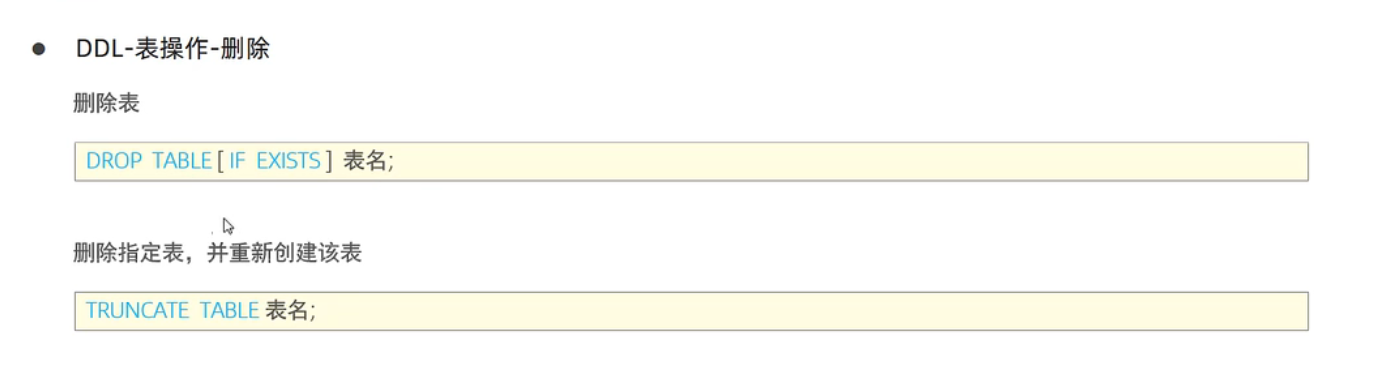 ● DDL-表操作-删除
删除表
DROP TABLE [ IF EXISTS ] 表名;
删除指定表，并重新创建该表
TRUNCATE TABLE 表名;